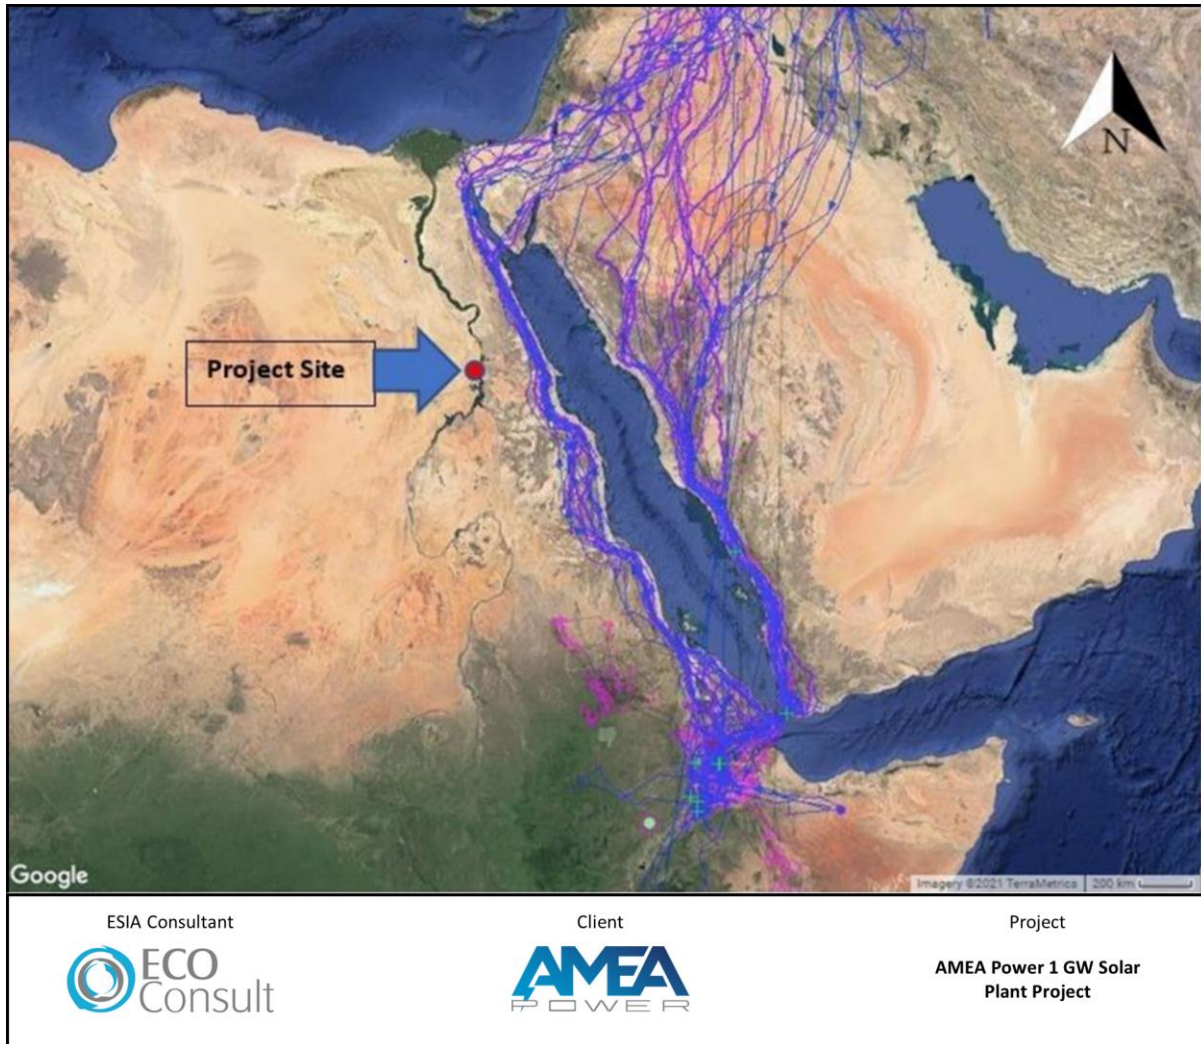 N
Project Site
Google
Imagery ©2021 TerraMetrics
200 km
ESIA Consultant
Client
Project
ECO
Consult
AMEA
POWER
AMEA Power 1 GW Solar
Plant Project